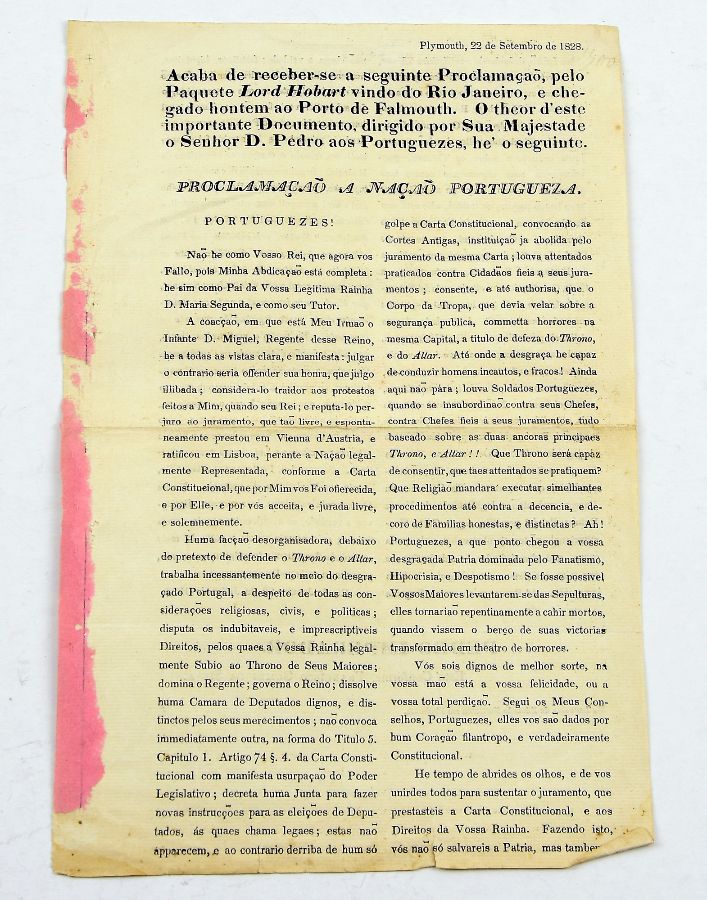 Plymouth, 22 de Setembro de 1828.
Acaba de receber-se a seguinte Proclamaçaõ, pelo
Paquete Lord Hobart vindo do Rio Janeiro, e che-
gado hontem ao Porto de Falmouth. O theor d'este
importante Documento, dirigido por Sua Majestade
o Senhor D. Pedro aos Portuguezes, he' o seguinte.
PROCLAMAÇAÕ A NAÇAÕ PORTUGUEZA.
PORTUGUEZES!
Naõ he como Vosso Rei, que agora vos
Fallo, pois Minha Abdicaçaõ está completa:
he sim como Pai da Vossa Legitima Rainha
D. Maria Segunda, e como seu Tutor.
A coacçaõ, em que está Meu Irmaõ o
Infante D. Miguel, Regente desse Reino,
he a todas as vistas clara, e manifesta: julgar
o contrario seria offender sua honra, que julgo
illibada; considera-lo traidor aos protestos
feitos a Mim, quando seu Rei; e reputa-lo per-
juro ao juramento, que taõ livre, e esponta-
neamente prestou em Vienna d'Austria, e
ratificou em Lisboa, perante a Naçaõ legal-
mente Representada, conforme a Carta
Constitucional, que por Mim vos Foi offerecida,
e por Elle, e por vós acceita, e jurada livre,
e solemnemente.
Huma facçaõ desorganisadora, debaixo
do pretexto de defender o Throno e o Altar,
trabalha incessantemente no meio do desgra-
çado Portugal, a despeito de todas as con-
siderações religiosas, civis, e politicas;
disputa os indubitaveis, e imprescriptiveis
Direitos, pelos quaes a Vossa Rainha legal-
mente Subio ao Throno de Seus Maiores;
domina o Regente; governa o Reino; dissolve
huma Camara de Deputados dignos, e dis-
tinctos pelos seus merecimentos; naõ convoca
immediatamente outra, na forma do Titulo 5.
Capitulo 1. Artigo 74 §. 4. da Carta Consti-
tucional com manifesta usurpaçaõ do Poder
Legislativo; decreta huma Junta para fazer
novas instrucções para as eleições de Depu-
tados, ás quaes chama legaes; estas naõ
apparecem, e ao contrario derriba de hum só
golpe a Carta Constitucional, convocando as
Cortes Antigas, instituiçaõ ja abolida pelo
juramento da mesma Carta; louva attentados
praticados contra Cidadãos fieis a seus jura-
mentos; consente, e até authorisa, que o
Corpo da Tropa, que devia velar sobre a
segurança publica, commetta horrores na
mesma Capital, a titulo de defeza do Throno,
e do Altar. Até onde a desgraça he capaz
de conduzir homens incautos, e fracos! Ainda
aqui naõ pára; louva Soldados Portuguezes,
quando se insubordinaõ contra seus Chefes,
contra Chefes fieis a seus juramentos, tudo
baseado sobre as duas ancoras principaes
Throno, e Altar!! Que Throno será capaz
de consentir, que taes attentados se pratiquem?
Que Religiaõ mandará executar similhantes
procedimentos até contra a decencia, e de-
coro de Familias honestas, e distinctas? Ah!
Portuguezes, a que ponto chegou a vossa
desgraçada Patria dominada pelo Fanatismo,
Hipocrisia, e Despotismo! Se fosse possivel
Vossos Maiores levantarem-se das Sepulturas,
elles tornariaõ repentinamente a cahir mortos,
quando vissem o berço de suas victorias
transformado em theatro de horrores.
Vós sois dignos de melhor sorte, na
vossa maõ está a vossa felicidade, ou a
vossa total perdiçaõ. Segui os Meus Con-
selhos, Portuguezes, elles vos saõ dados por
hum Coraçaõ filantropo, e verdadeiramente
Constitucional.
He tempo de abrides os olhos, e de vos
unirdes todos para sustentar o juramento, que
prestasteis a Carta Constitucional, e aos
Direitos da Vossa Rainha. Fazendo isto,
vós naõ só salvareis a Patria, mas tambem